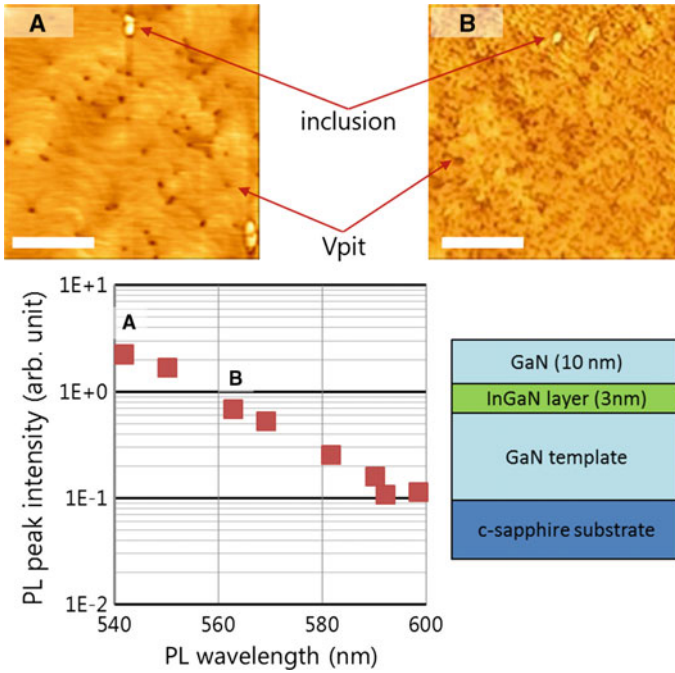 A
B
inclusion
Vpit
PL peak intensity (arb. unit)
1E+1
1E+0
1E-1
1E-2
A
B
540
560
580
600
PL wavelength (nm)
GaN (10 nm)
InGaN layer (3nm)
GaN template
c-sapphire substrate